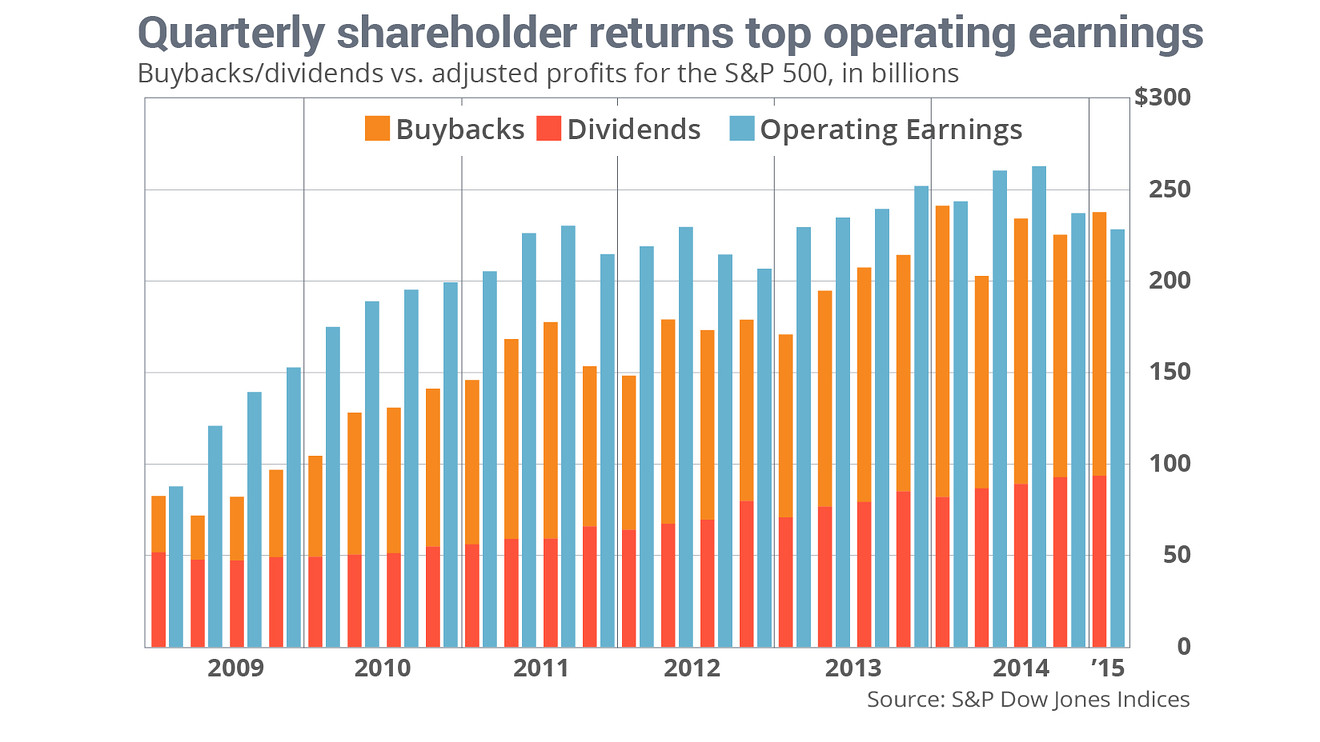 Quarterly shareholder returns top operating earnings
Buybacks/dividends vs. adjusted profits for the S&P 500, in billions
$300
Buybacks Dividends Operating Earnings
250
200
150
100
50
0
2009 2010 2011 2012 2013 2014 ’15
Source: S&P Dow Jones Indices